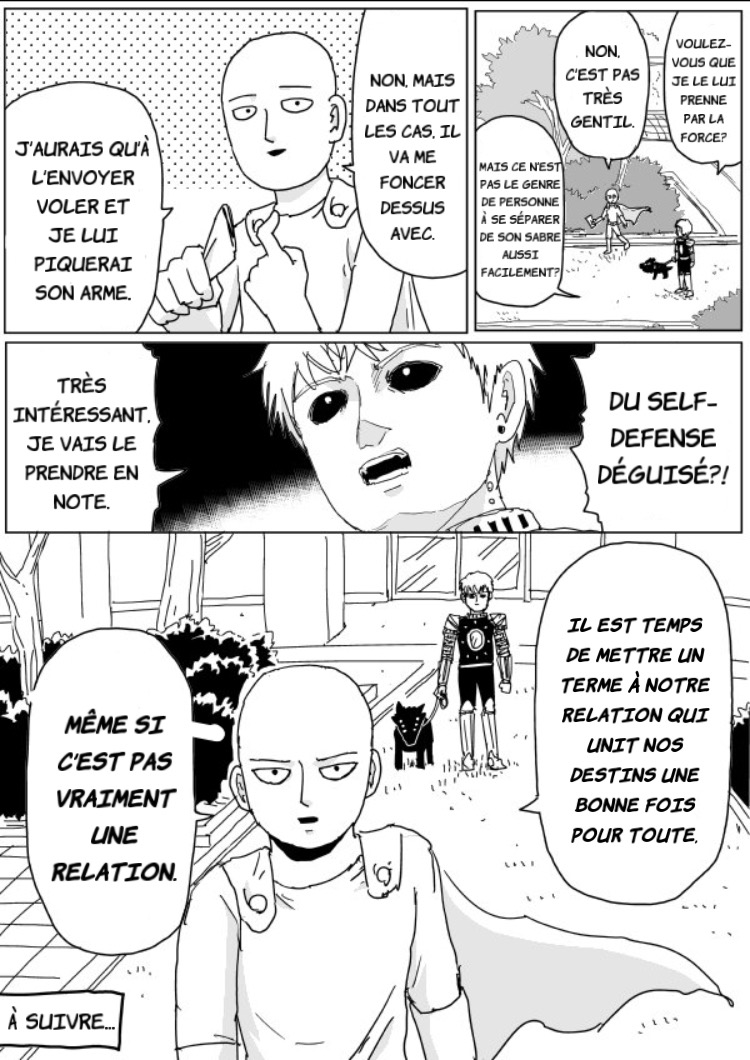 VOULEZ-
VOUS QUE
JE LE LUI
PRENNE
PAR LA
FORCE?
NON,
C'EST PAS
TRÈS
GENTIL.
MAIS CE N'EST
PAS LE GENRE
DE PERSONNE
À SE SÉPARER
DE SON SABRE
AUSSI
FACILEMENT?
NON, MAIS
DANS TOUT
LES CAS, IL
VA ME
FONCER
DESSUS
AVEC.
J'AURAIS QU'À
L'ENVOYER
VOLER ET
JE LUI
PIQUERAI
SON ARME.
DU SELF-
DEFENSE
DÉGUISÉ?!
TRÈS
INTÉRESSANT,
JE VAIS LE
PRENDRE EN
NOTE.
IL EST TEMPS
DE METTRE UN
TERME À NOTRE
RELATION QUI
UNIT NOS
DESTINS UNE
BONNE FOIS
POUR TOUTE,
MÊME SI
C'EST PAS
VRAIMENT
UNE
RELATION.
À SUIVRE...